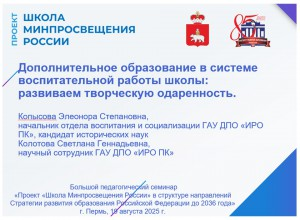 ПРОЕКТ
ШКОЛА
МИНПРОСВЕЩЕНИЯ
РОССИИ
85
Дополнительное образование в системе
воспитательной работы школы:
развиваем творческую одаренность.
Копысова Элеонора Степановна,
начальник отдела воспитания и социализации ГАУ ДПО «ИРО
ПК», кандидат исторических наук
Колотова Светлана Геннадьевна,
научный сотрудник ГАУ ДПО «ИРО ПК»
Большой педагогический семинар
«Проект «Школа Минпросвещения России» в структуре направлений
Стратегии развития образования Российской Федерации до 2036 года»
г. Пермь, 19 августа 2025 г.